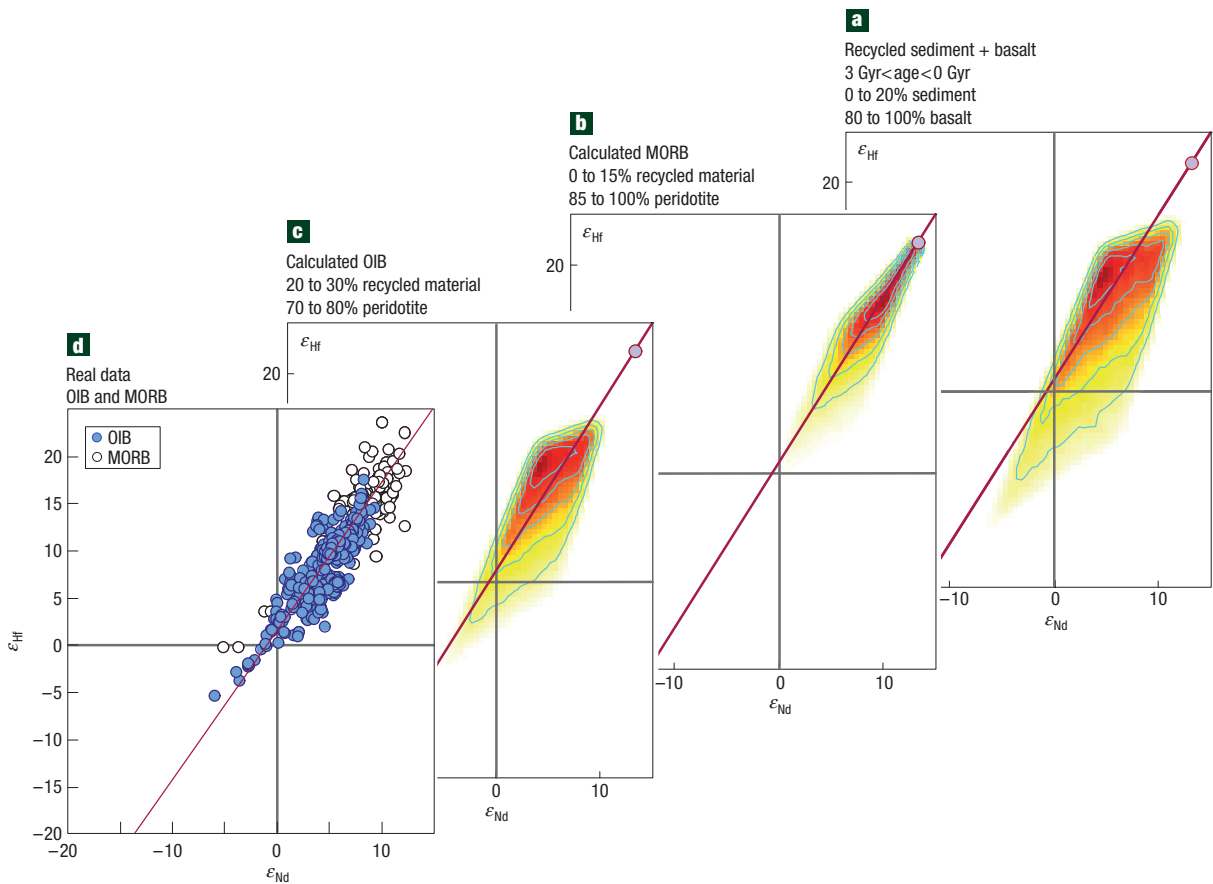 a
Recycled sediment + basalt
3 Gyr<age<0 Gyr
0 to 20% sediment
80 to 100% basalt
εHf
20
−10
0
10
εNd
b
Calculated MORB
0 to 15% recycled material
85 to 100% peridotite
εHf
20
−10
0
10
εNd
c
Calculated OIB
20 to 30% recycled material
70 to 80% peridotite
εHf
20
0
10
εNd
d
Real data
OIB and MORB
OIB
MORB
20
15
10
5
0
−5
−10
−15
−20
εHf
−20
−10
0
10
εNd